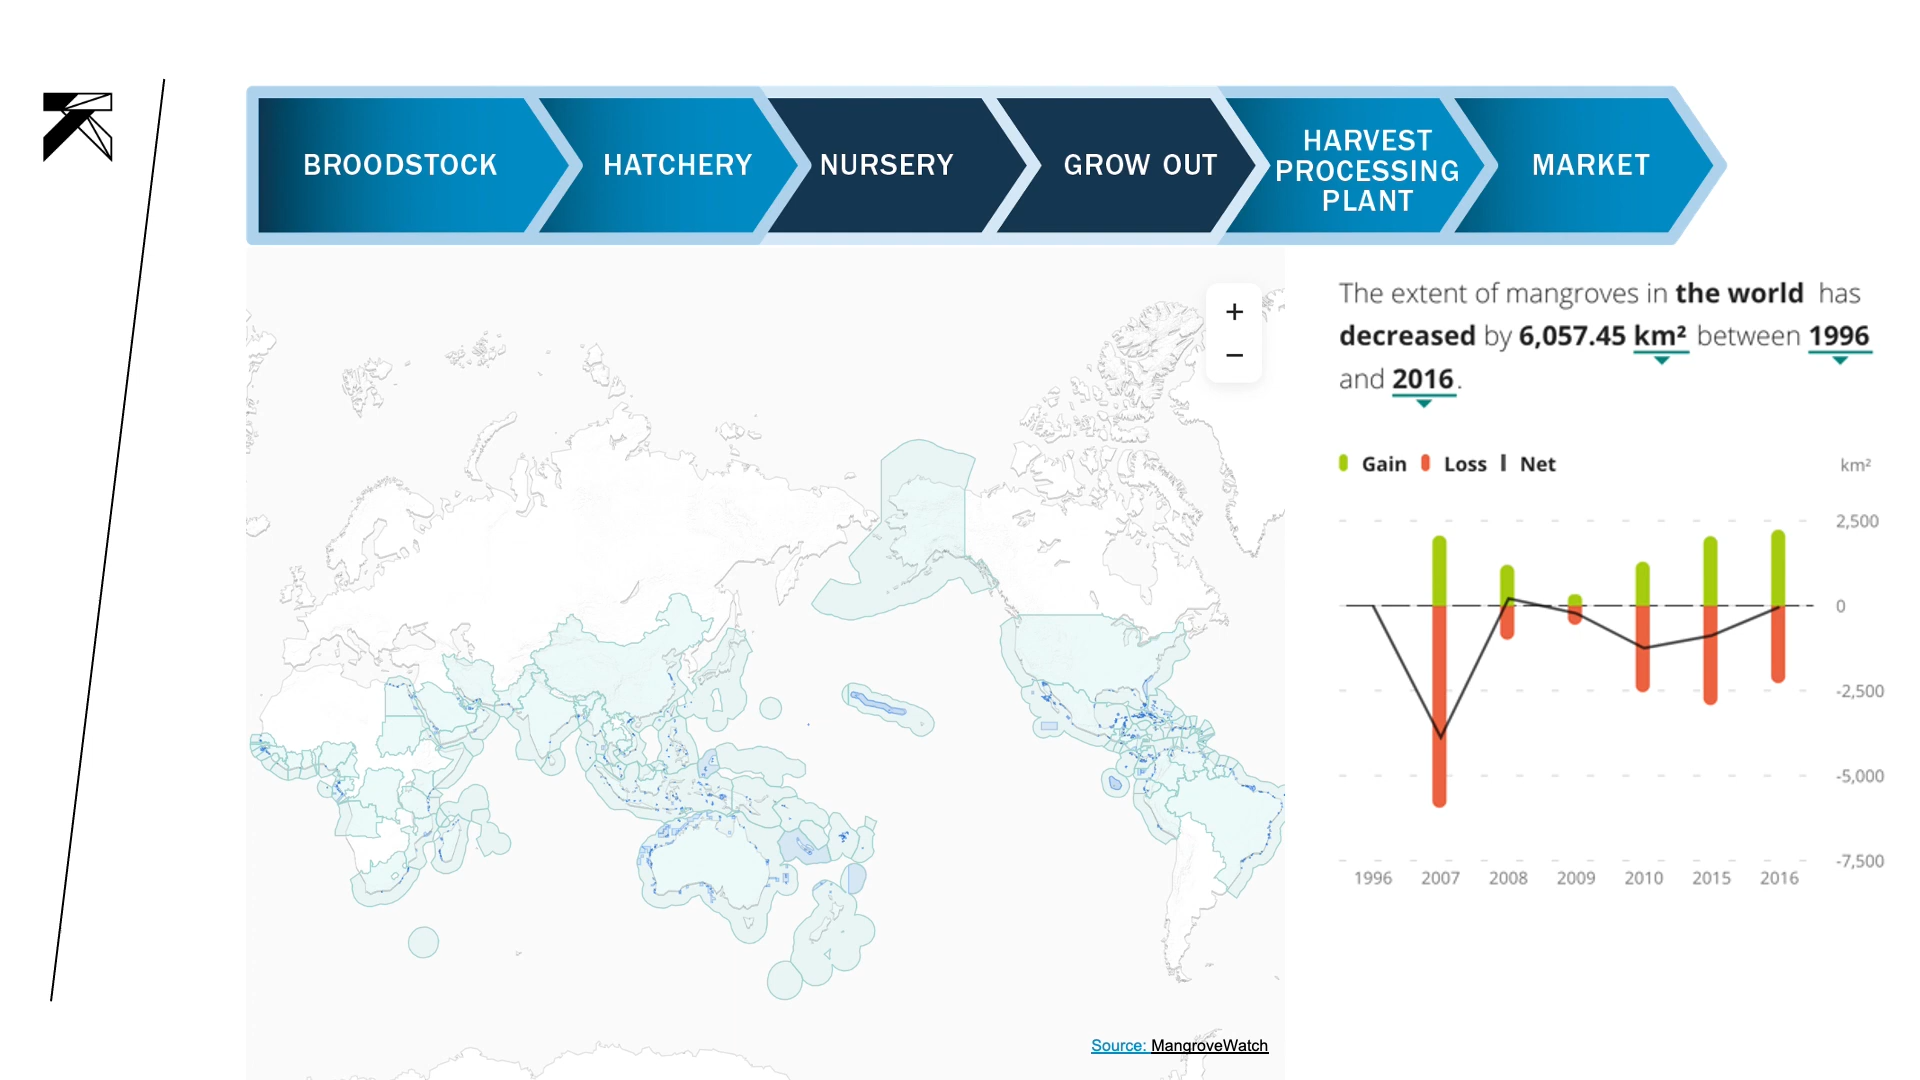 BROODSTOCK
HATCHERY
NURSERY
GROW OUT
HARVEST
PROCESSING
PLANT
MARKET
+
−
The extent of mangroves in the world has
decreased by 6,057.45 km² between 1996
and 2016.
Gain Loss Net
km²
2,500
0
-2,500
-5,000
-7,500
1996 2007 2008 2009 2010 2015 2016
Source: MangroveWatch